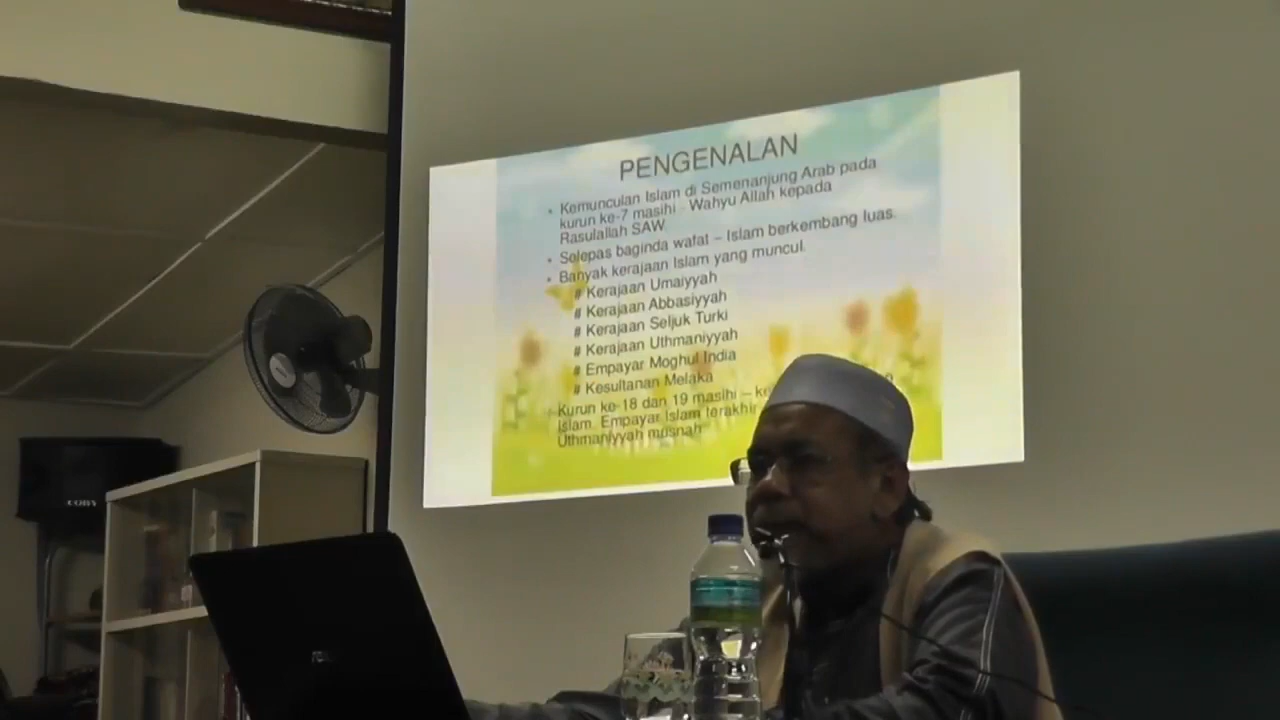 PENGENALAN
• Kemunculan Islam di Semenanjung Arab pada
kurun ke-7 masihi - Wahyu Allah kepada
Rasulallah SAW.
• Selepas baginda wafat – Islam berkembang luas.
• Banyak kerajaan Islam yang muncul.
# Kerajaan Umaiyyah
# Kerajaan Abbasiyyah
# Kerajaan Seljuk Turki
# Kerajaan Uthmaniyyah
# Empayar Moghul India
# Kesultanan Melaka
Kurun ke-18 dan 19 masihi –
Islam. Empayar Islam terakhir
Uthmaniyyah musnah
COBY